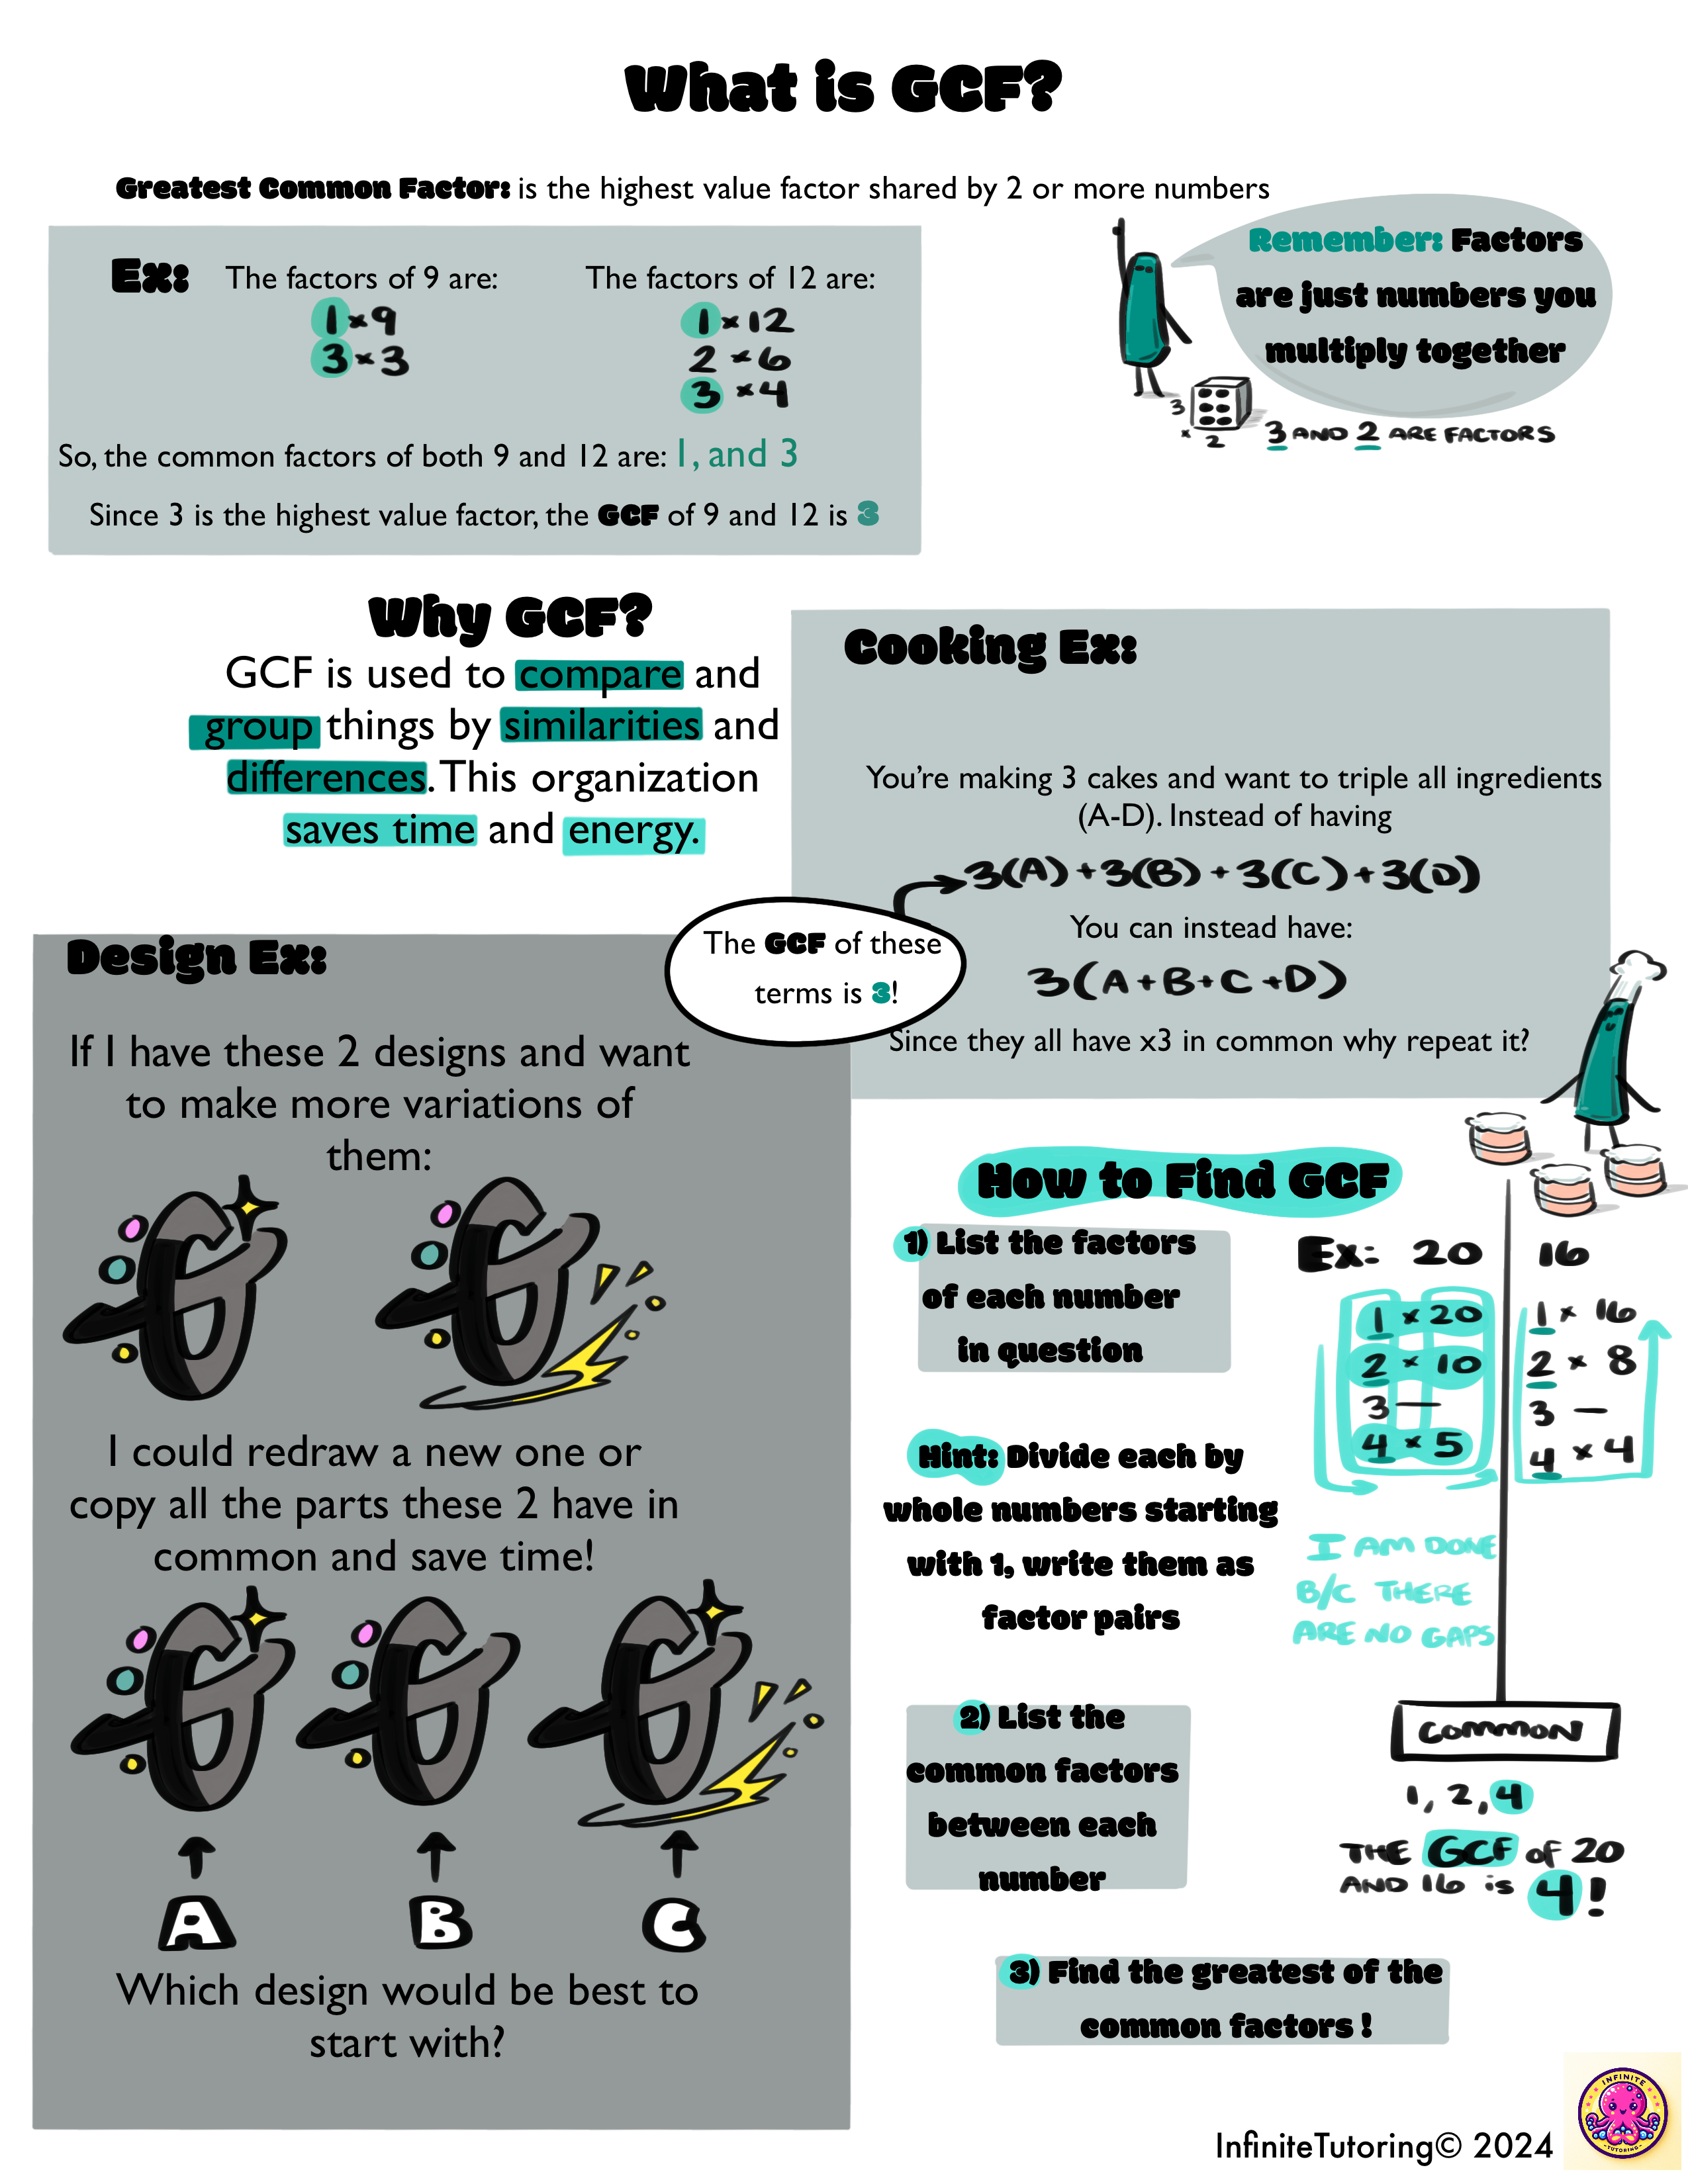 What is GCF?
Greatest Common Factor: is the highest value factor shared by 2 or more numbers
Ex:
The factors of 9 are:
1×9
3×3
The factors of 12 are:
1×12
2×6
3×4
So, the common factors of both 9 and 12 are: 1, and 3
Since 3 is the highest value factor, the GCF of 9 and 12 is 3
Remember: Factors
are just numbers you
multiply together
3
×
2
3 AND 2 ARE FACTORS
Why GCF?
GCF is used to compare and
group things by similarities and
differences. This organization
saves time and energy.
Cooking Ex:
You're making 3 cakes and want to triple all ingredients
(A-D). Instead of having
3(A)+3(B)+3(C)+3(D)
You can instead have:
3(A+B+C+D)
Since they all have x3 in common why repeat it?
The GCF of these
terms is 3!
Design Ex:
If I have these 2 designs and want
to make more variations of
them:
I could redraw a new one or
copy all the parts these 2 have in
common and save time!
A
B
C
Which design would be best to
start with?
How to Find GCF
1) List the factors
of each number
in question
Hint: Divide each by
whole numbers starting
with 1, write them as
factor pairs
2) List the
common factors
between each
number
3) Find the greatest of the
common factors !
Ex: 20
1 × 20
2 × 10
3 —
4 × 5
16
1 × 16
2 × 8
3 —
4 × 4
I AM DONE
B/C THERE
ARE NO GAPS
COMMON
1, 2, 4
THE GCF of 20
AND 16 is 4!
InfiniteTutoring© 2024
INFINITE
TUTORING